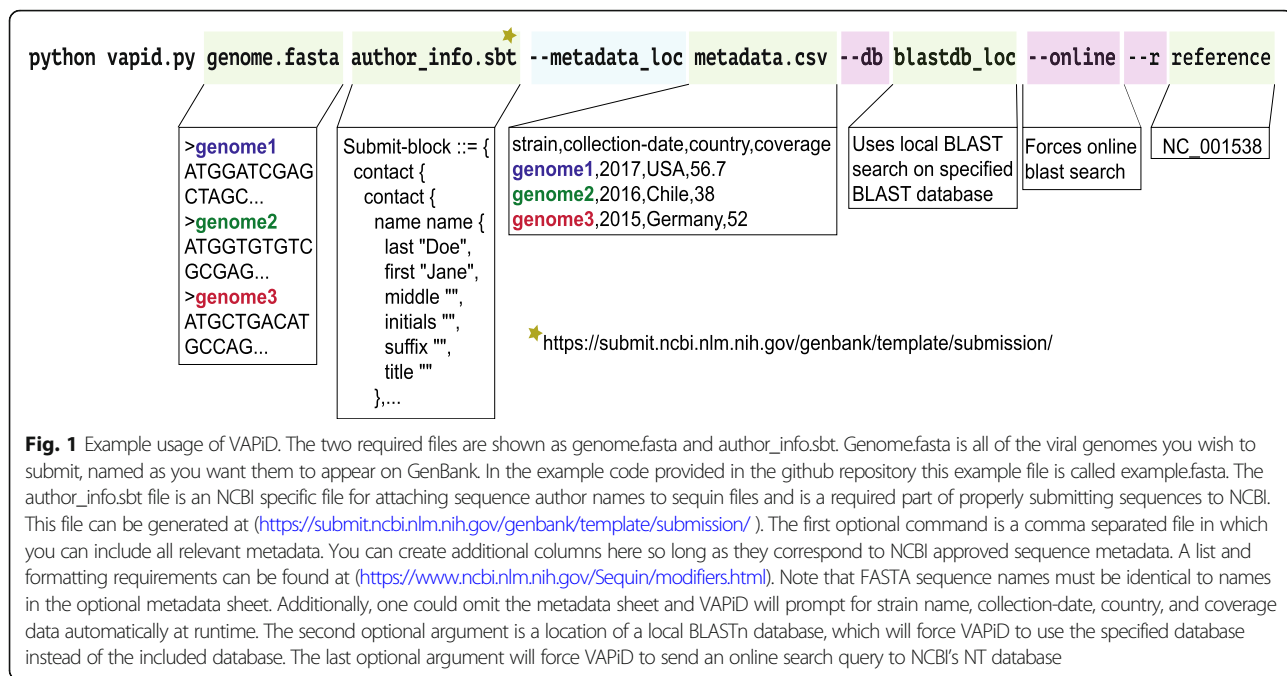 python vapid.py genome.fasta author_info.sbt --metadata_loc metadata.csv --db blastdb_loc --online --r reference
>genome1
ATGGATCGAG
CTAGC...
>genome2
ATGGTGTGTC
GCGAG...
>genome3
ATGCTGACAT
GCCAG...
Submit-block ::= {
contact {
contact {
name name {
last "Doe",
first "Jane",
middle "",
initials "",
suffix "",
title ""
},...
strain,collection-date,country,coverage
genome1,2017,USA,56.7
genome2,2016,Chile,38
genome3,2015,Germany,52
Uses local BLAST
search on specified
BLAST database
Forces online
blast search
NC_001538
https://submit.ncbi.nlm.nih.gov/genbank/template/submission/
Fig. 1 Example usage of VAPiD. The two required files are shown as genome.fasta and author_info.sbt. Genome.fasta is all of the viral genomes you wish to
submit, named as you want them to appear on GenBank. In the example code provided in the github repository this example file is called example.fasta. The
author_info.sbt file is an NCBI specific file for attaching sequence author names to sequin files and is a required part of properly submitting sequences to NCBI.
This file can be generated at (https://submit.ncbi.nlm.nih.gov/genbank/template/submission/ ). The first optional command is a comma separated file in which
you can include all relevant metadata. You can create additional columns here so long as they correspond to NCBI approved sequence metadata. A list and
formatting requirements can be found at (https://www.ncbi.nlm.nih.gov/Sequin/modifiers.html). Note that FASTA sequence names must be identical to names
in the optional metadata sheet. Additionally, one could omit the metadata sheet and VAPiD will prompt for strain name, collection-date, country, and coverage
data automatically at runtime. The second optional argument is a location of a local BLASTn database, which will force VAPiD to use the specified database
instead of the included database. The last optional argument will force VAPiD to send an online search query to NCBI's NT database